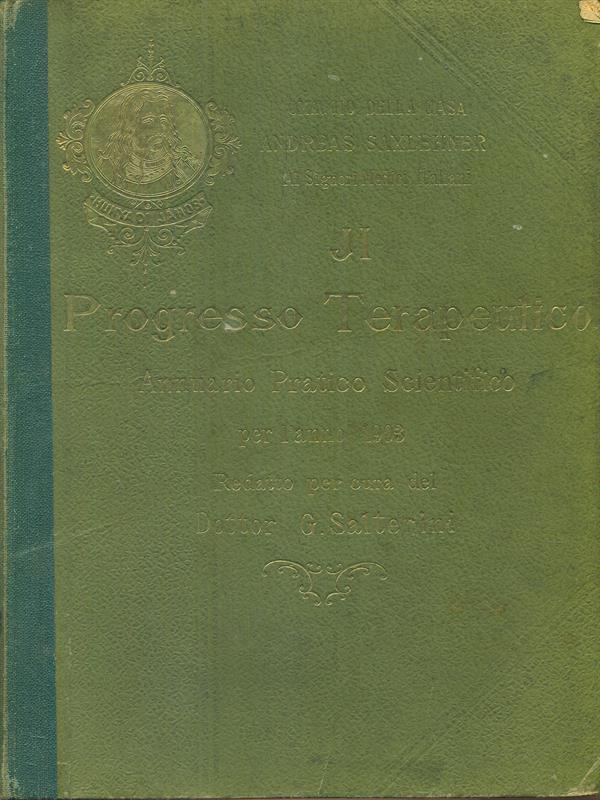 HUNYADI JÁNOS
OMAGGIO DELLA CASA
ANDREAS SAXLEHNER
Ai Signori Medici Italiani
Il
Progresso Terapeutico
Annuario Pratico Scientifico
per l'anno 1903
Redatto per cura del
Dottor G. Salterini